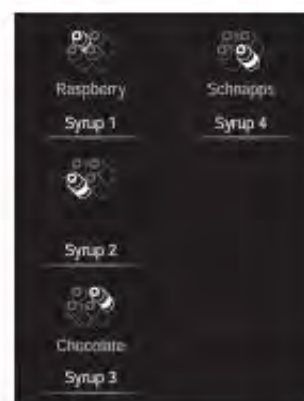 Raspberry
Syrup 1
Schnapps
Syrup 4
Syrup 2
Chocolate
Syrup 3